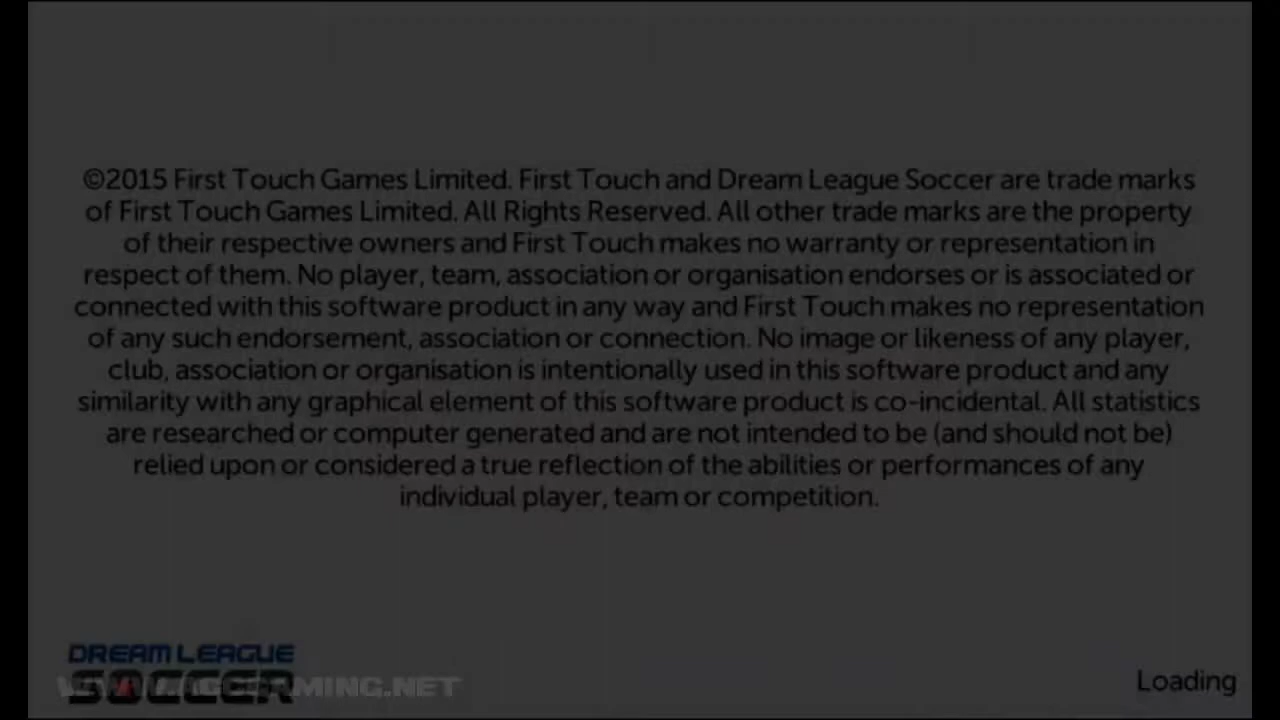 ©2015 First Touch Games Limited. First Touch and Dream League Soccer are trade marks
of First Touch Games Limited. All Rights Reserved. All other trade marks are the property
of their respective owners and First Touch makes no warranty or representation in
respect of them. No player, team, association or organisation endorses or is associated or
connected with this software product in any way and First Touch makes no representation
of any such endorsement, association or connection. No image or likeness of any player,
club, association or organisation is intentionally used in this software product and any
similarity with any graphical element of this software product is co-incidental. All statistics
are researched or computer generated and are not intended to be (and should not be)
relied upon or considered a true reflection of the abilities or performances of any
individual player, team or competition.
DREAM LEAGUE
SOCCER
Loading